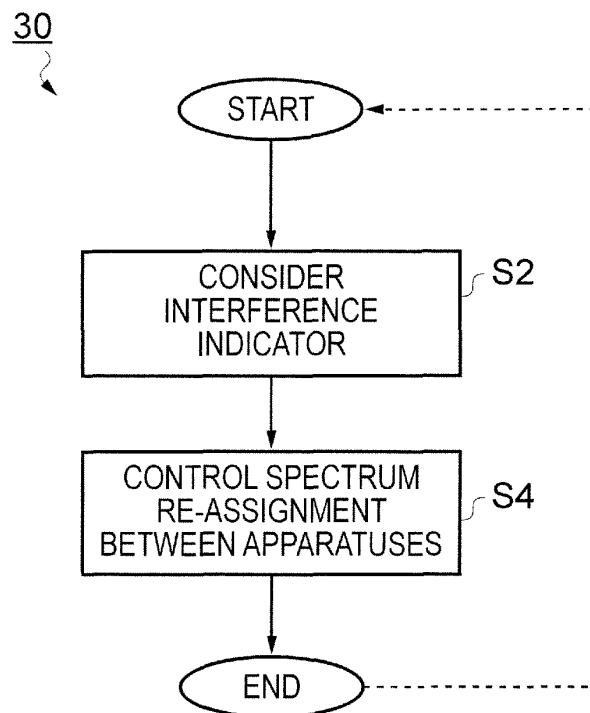 30
START
CONSIDER
INTERFERENCE
INDICATOR
S2
CONTROL SPECTRUM
RE-ASSIGNMENT
BETWEEN APPARATUSES
S4
END